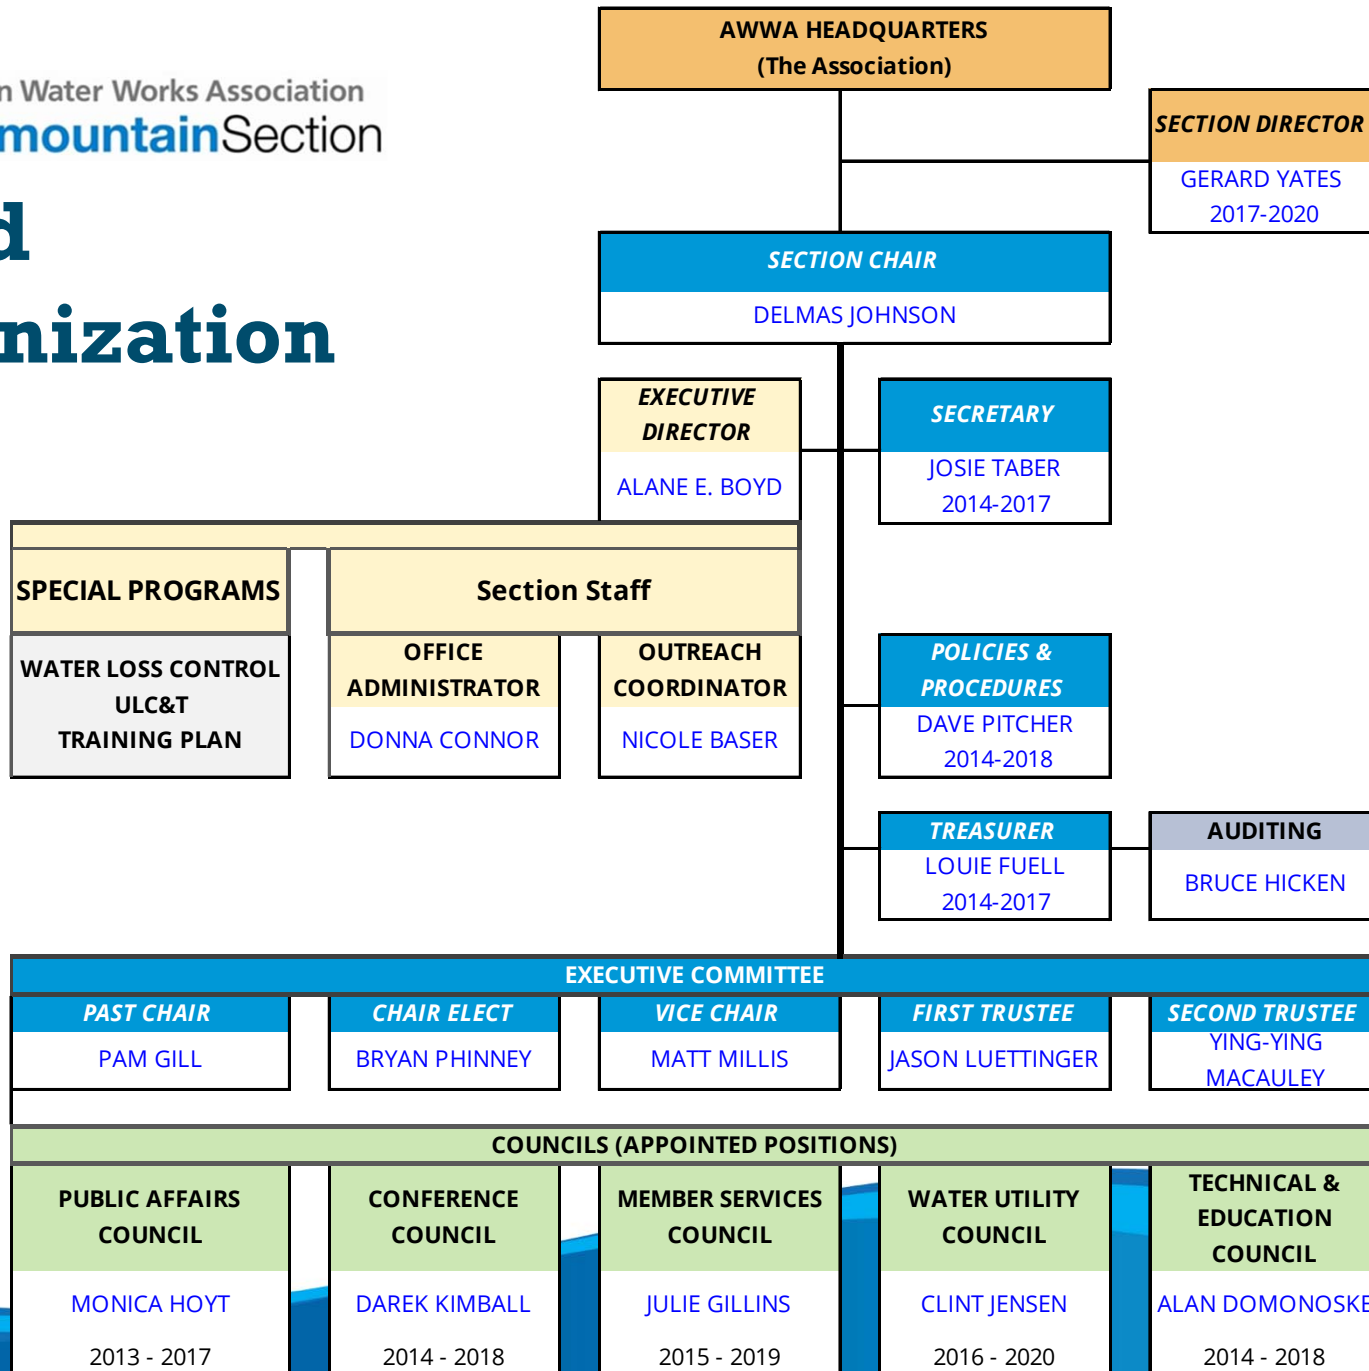 AWWA HEADQUARTERS
(The Association)
n Water Works Association
mountainSection
SECTION DIRECTOR
GERARD YATES
2017-2020
d
nization
SECTION CHAIR
DELMAS JOHNSON
EXECUTIVE
DIRECTOR
ALANE E. BOYD
SECRETARY
JOSIE TABER
2014-2017
SPECIAL PROGRAMS
Section Staff
WATER LOSS CONTROL
ULC&T
TRAINING PLAN
OFFICE
ADMINISTRATOR
DONNA CONNOR
OUTREACH
COORDINATOR
NICOLE BASER
POLICIES &
PROCEDURES
DAVE PITCHER
2014-2018
TREASURER
LOUIE FUELL
2014-2017
AUDITING
BRUCE HICKEN
EXECUTIVE COMMITTEE
PAST CHAIR
PAM GILL
CHAIR ELECT
BRYAN PHINNEY
VICE CHAIR
MATT MILLIS
FIRST TRUSTEE
JASON LUETTINGER
SECOND TRUSTEE
YING-YING
MACAULEY
COUNCILS (APPOINTED POSITIONS)
PUBLIC AFFAIRS
COUNCIL
MONICA HOYT
2013 - 2017
CONFERENCE
COUNCIL
DAREK KIMBALL
2014 - 2018
MEMBER SERVICES
COUNCIL
JULIE GILLINS
2015 - 2019
WATER UTILITY
COUNCIL
CLINT JENSEN
2016 - 2020
TECHNICAL &
EDUCATION
COUNCIL
ALAN DOMONOSKE
2014 - 2018